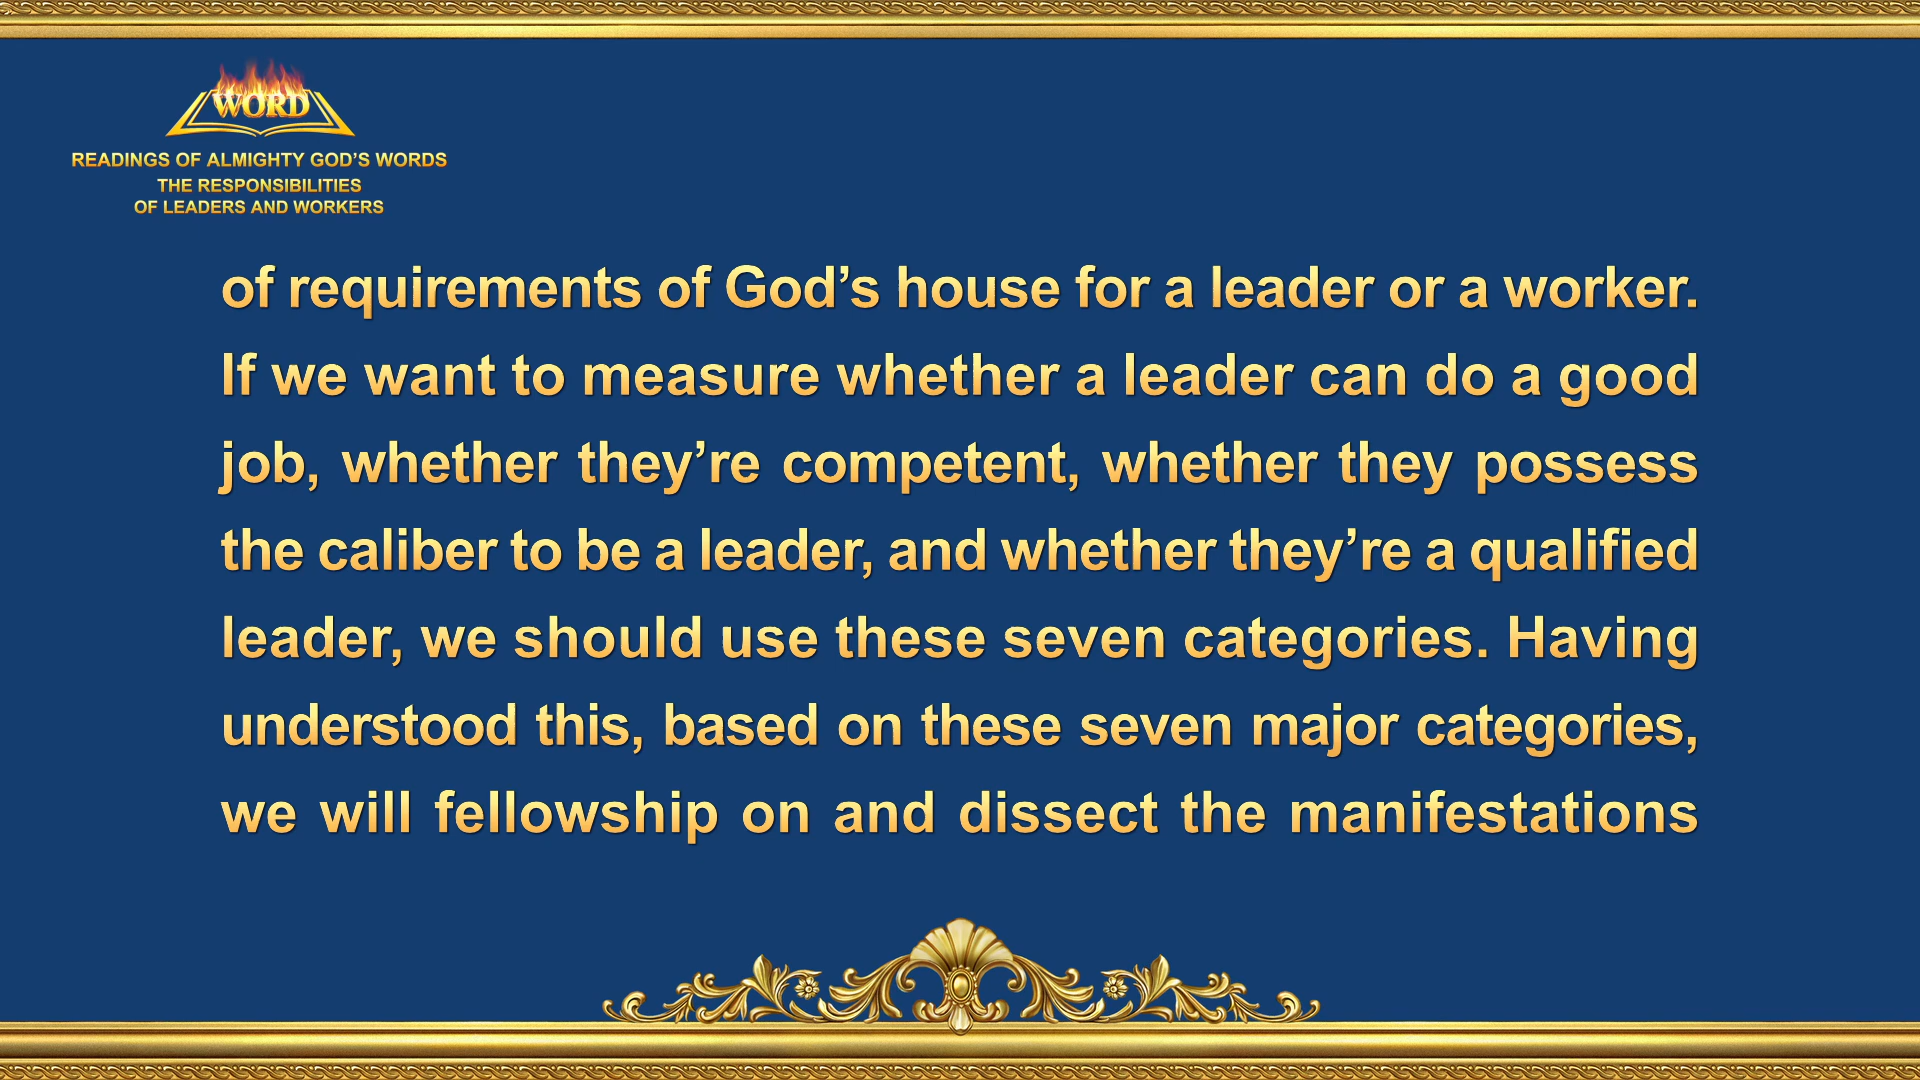 WORD
READINGS OF ALMIGHTY GOD’S WORDS
THE RESPONSIBILITIES
OF LEADERS AND WORKERS
of requirements of God’s house for a leader or a worker.
If we want to measure whether a leader can do a good
job, whether they’re competent, whether they possess
the caliber to be a leader, and whether they’re a qualified
leader, we should use these seven categories. Having
understood this, based on these seven major categories,
we will fellowship on and dissect the manifestations